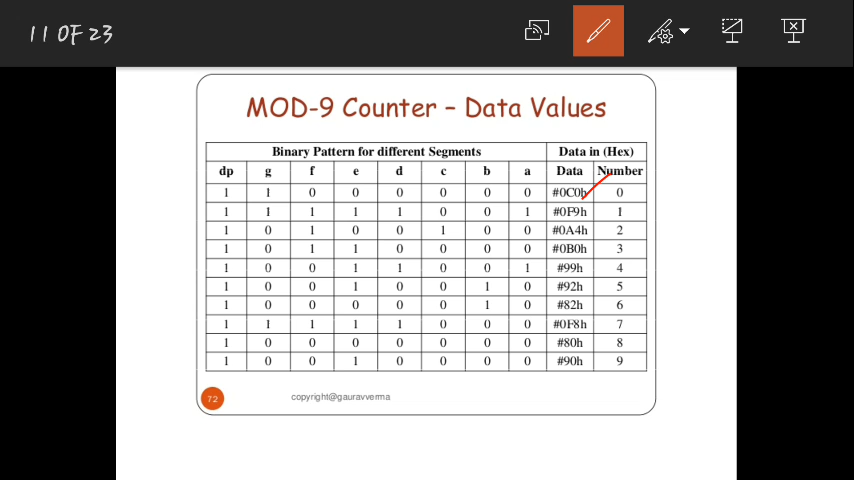 11 OF 23
MOD-9 Counter – Data Values
Binary Pattern for different Segments Data in (Hex)
dp g f e d c b a Data Number
1 1 0 0 0 0 0 0 #0C0h 0
1 1 1 1 1 0 0 1 #0F9h 1
1 0 1 0 0 1 0 0 #0A4h 2
1 0 1 1 0 0 0 0 #0B0h 3
1 0 0 1 1 0 0 1 #99h 4
1 0 0 1 0 0 1 0 #92h 5
1 0 0 0 0 0 1 0 #82h 6
1 1 1 1 1 0 0 0 #0F8h 7
1 0 0 0 0 0 0 0 #80h 8
1 0 0 1 0 0 0 0 #90h 9
72 copyright@gauravverma